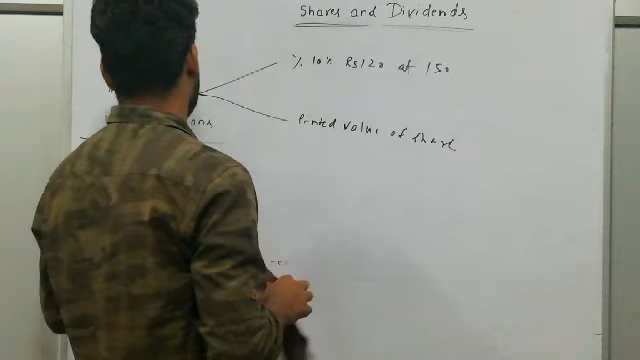 Shares and Dividends
% 10% Rs120 at 150
Printed value of share